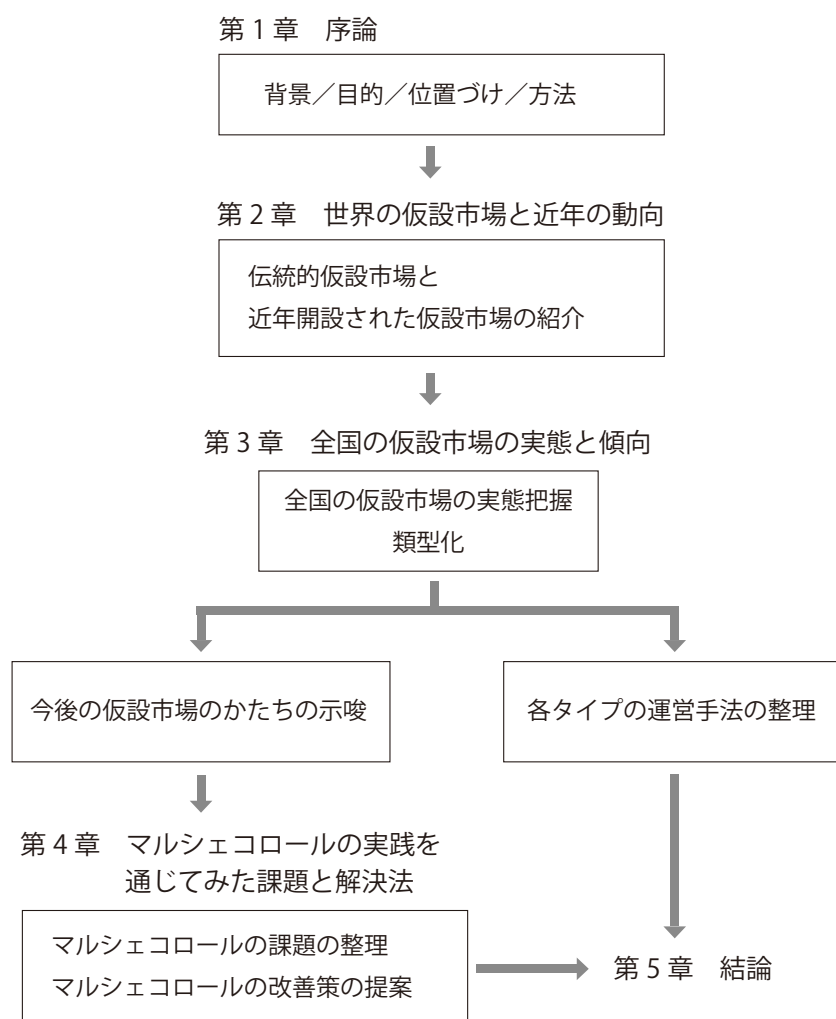 第 1 章　序論
背景／目的／位置づけ／方法
第 2 章　世界の仮設市場と近年の動向
伝統的仮設市場と
近年開設された仮設市場の紹介
第 3 章　全国の仮設市場の実態と傾向
全国の仮設市場の実態把握
類型化
今後の仮設市場のかたちの示唆
各タイプの運営手法の整理
第 4 章　マルシェコロールの実践を
通じてみた課題と解決法
マルシェコロールの課題の整理
マルシェコロールの改善策の提案
第 5 章　結論